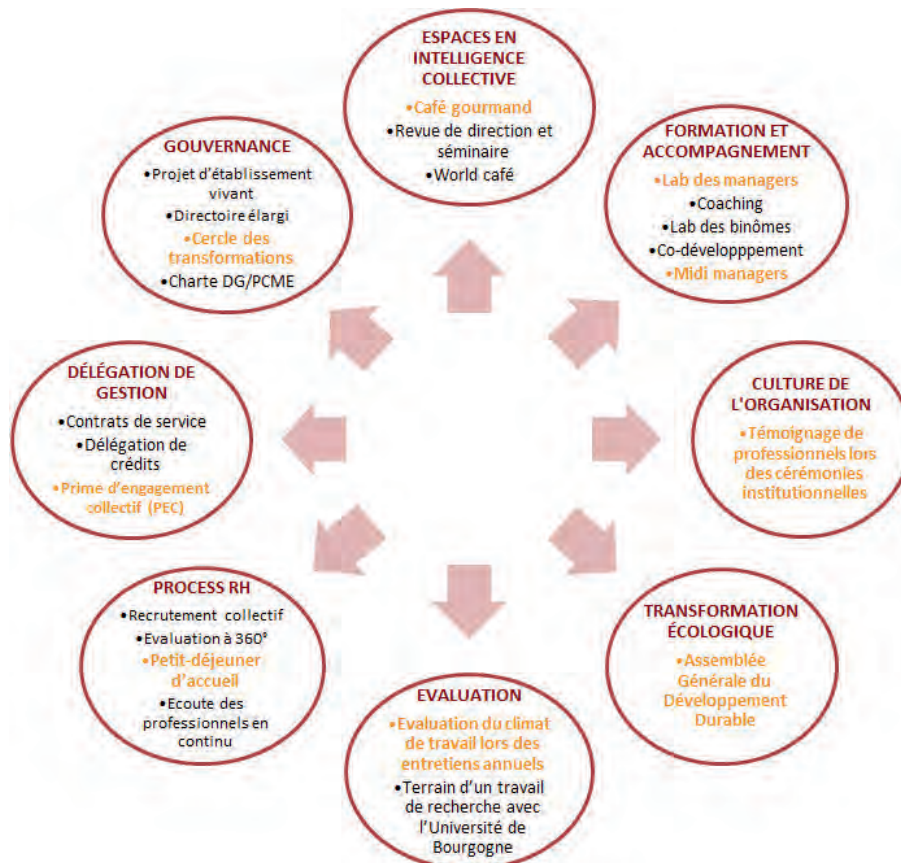 ESPACES EN
INTELLIGENCE
COLLECTIVE
•Café gourmand
•Revue de direction et
séminaire
•World café
FORMATION ET
ACCOMPAGNEMENT
•Lab des managers
•Coaching
•Lab des binômes
•Co-développpement
•Midi managers
CULTURE DE
L'ORGANISATION
•Témoignage de
professionnels lors
des cérémonies
institutionnelles
TRANSFORMATION
ÉCOLOGIQUE
•Assemblée
Générale du
Développement
Durable
EVALUATION
•Evaluation du climat
de travail lors des
entretiens annuels
•Terrain d'un travail
de recherche avec
l'Université de
Bourgogne
PROCESS RH
•Recrutement collectif
•Evaluation à 360°
•Petit-déjeuner
d'accueil
•Ecoute des
professionnels en
continu
DÉLÉGATION DE
GESTION
•Contrats de service
•Délégation de
crédits
•Prime d'engagement
collectif (PEC)
GOUVERNANCE
•Projet d'établissement
vivant
•Directoire élargi
•Cercle des
transformations
•Charte DG/PCME